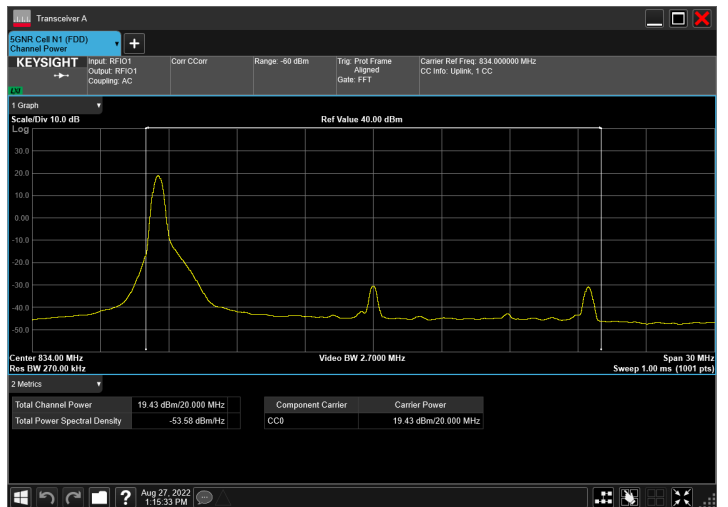 Transceiver A
5GNR Cell N1 (FDD)
Channel Power
KEYSIGHT
LXI
Input: RFIO1
Output: RFIO1
Coupling: AC
Corr CCorr
Range: -60 dBm
Trig: Prot Frame
Aligned
Gate: FFT
Carrier Ref Freq: 834.000000 MHz
CC Info: Uplink, 1 CC
1 Graph
Scale/Div 10.0 dB
Ref Value 40.00 dBm
Log
30.0
20.0
10.0
0.00
-10.0
-20.0
-30.0
-40.0
-50.0
Center 834.00 MHz
Video BW 2.7000 MHz
Span 30 MHz
Res BW 270.00 kHz
Sweep 1.00 ms (1001 pts)
2 Metrics
Total Channel Power 19.43 dBm/20.000 MHz
Total Power Spectral Density -53.58 dBm/Hz
Component Carrier Carrier Power
CC0 19.43 dBm/20.000 MHz
?
Aug 27, 2022
1:15:33 PM